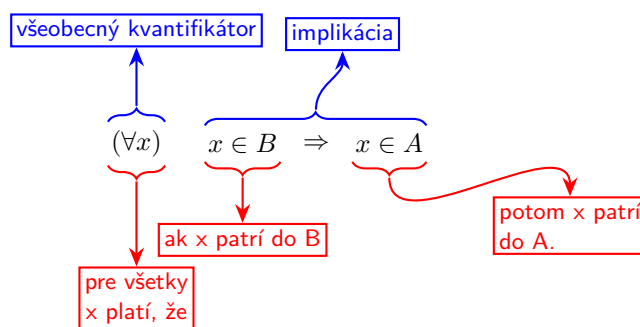 všeobecný kvantifikátor
implikácia
(∀x) x ∈ B ⇒ x ∈ A
ak x patrí do B
potom x patrí
do A.
pre všetky
x platí, že